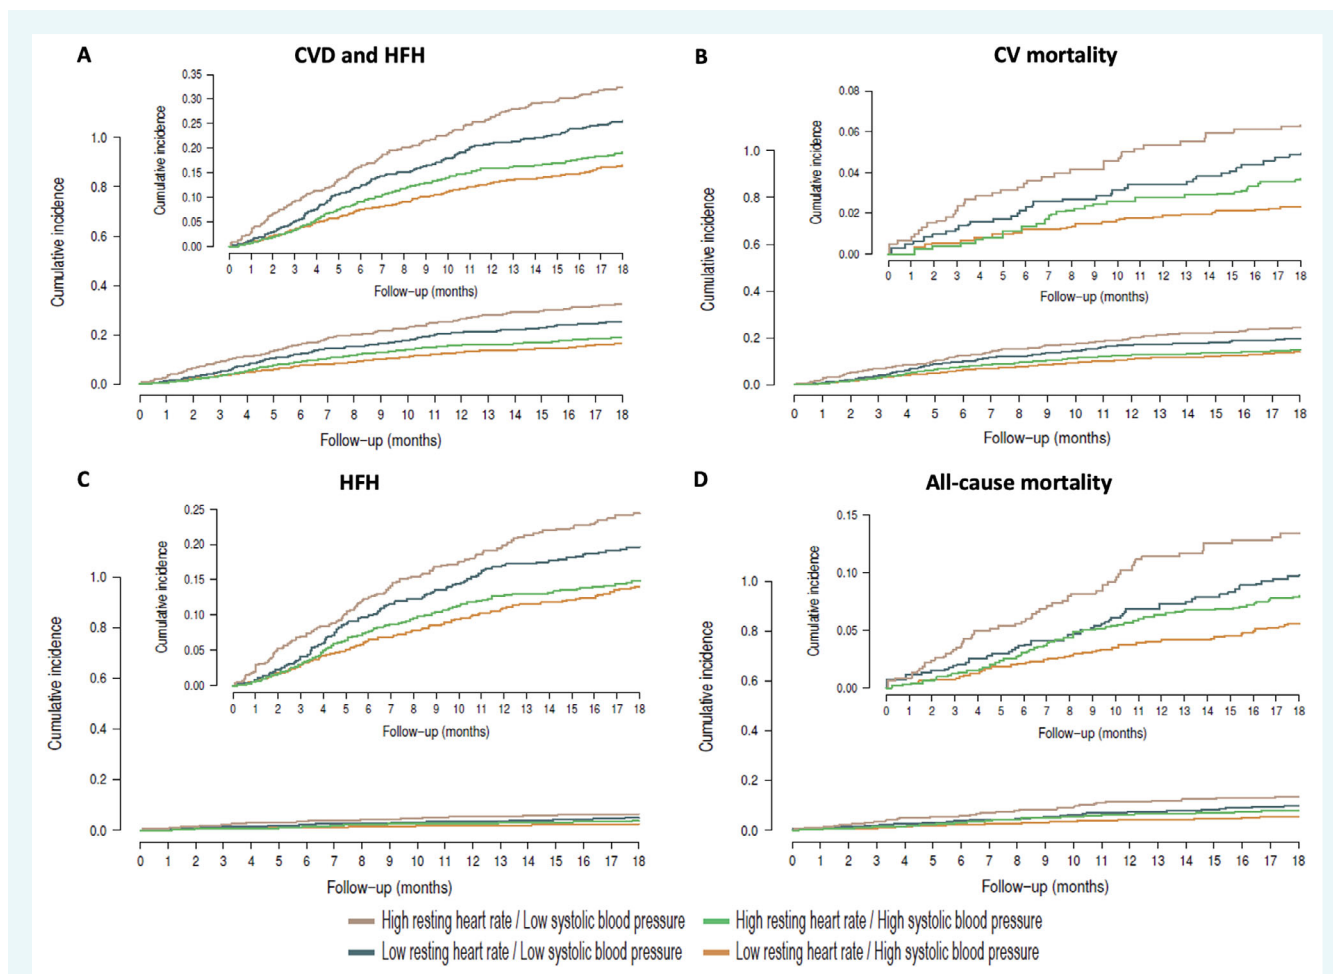 A
CVD and HFH
Cumulative incidence
0.35
0.30
0.25
0.20
0.15
0.10
0.05
0.00
0 1 2 3 4 5 6 7 8 9 10 11 12 13 14 15 16 17 18
Follow-up (months)
Cumulative incidence
1.0
0.8
0.6
0.4
0.2
0.0
0 1 2 3 4 5 6 7 8 9 10 11 12 13 14 15 16 17 18
Follow-up (months)
B
CV mortality
Cumulative incidence
0.08
0.06
0.04
0.02
0.00
0 1 2 3 4 5 6 7 8 9 10 11 12 13 14 15 16 17 18
Follow-up (months)
Cumulative incidence
1.0
0.8
0.6
0.4
0.2
0.0
0 1 2 3 4 5 6 7 8 9 10 11 12 13 14 15 16 17 18
Follow-up (months)
C
HFH
Cumulative incidence
0.25
0.20
0.15
0.10
0.05
0.00
0 1 2 3 4 5 6 7 8 9 10 11 12 13 14 15 16 17 18
Follow-up (months)
Cumulative incidence
1.0
0.8
0.6
0.4
0.2
0.0
0 1 2 3 4 5 6 7 8 9 10 11 12 13 14 15 16 17 18
Follow-up (months)
D
All-cause mortality
Cumulative incidence
0.15
0.10
0.05
0.00
0 1 2 3 4 5 6 7 8 9 10 11 12 13 14 15 16 17 18
Follow-up (months)
Cumulative incidence
1.0
0.8
0.6
0.4
0.2
0.0
0 1 2 3 4 5 6 7 8 9 10 11 12 13 14 15 16 17 18
Follow-up (months)
High resting heart rate / Low systolic blood pressure
High resting heart rate / High systolic blood pressure
Low resting heart rate / Low systolic blood pressure
Low resting heart rate / High systolic blood pressure